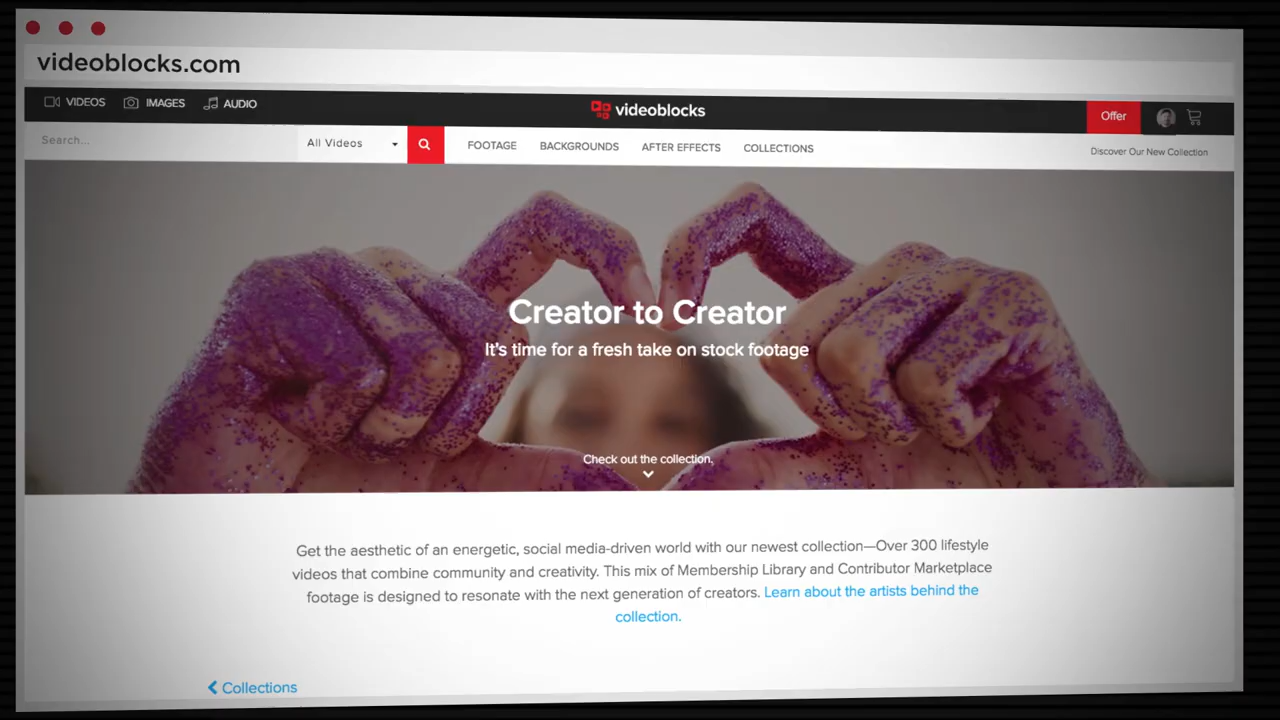 videoblocks.com
VIDEOS IMAGES AUDIO videoblocks Offer
Search... All Videos FOOTAGE BACKGROUNDS AFTER EFFECTS COLLECTIONS Discover Our New Collection
Creator to Creator
It's time for a fresh take on stock footage
Check out the collection.
Get the aesthetic of an energetic, social media-driven world with our newest collection—Over 300 lifestyle
videos that combine community and creativity. This mix of Membership Library and Contributor Marketplace
footage is designed to resonate with the next generation of creators. Learn about the artists behind the
collection.
Collections